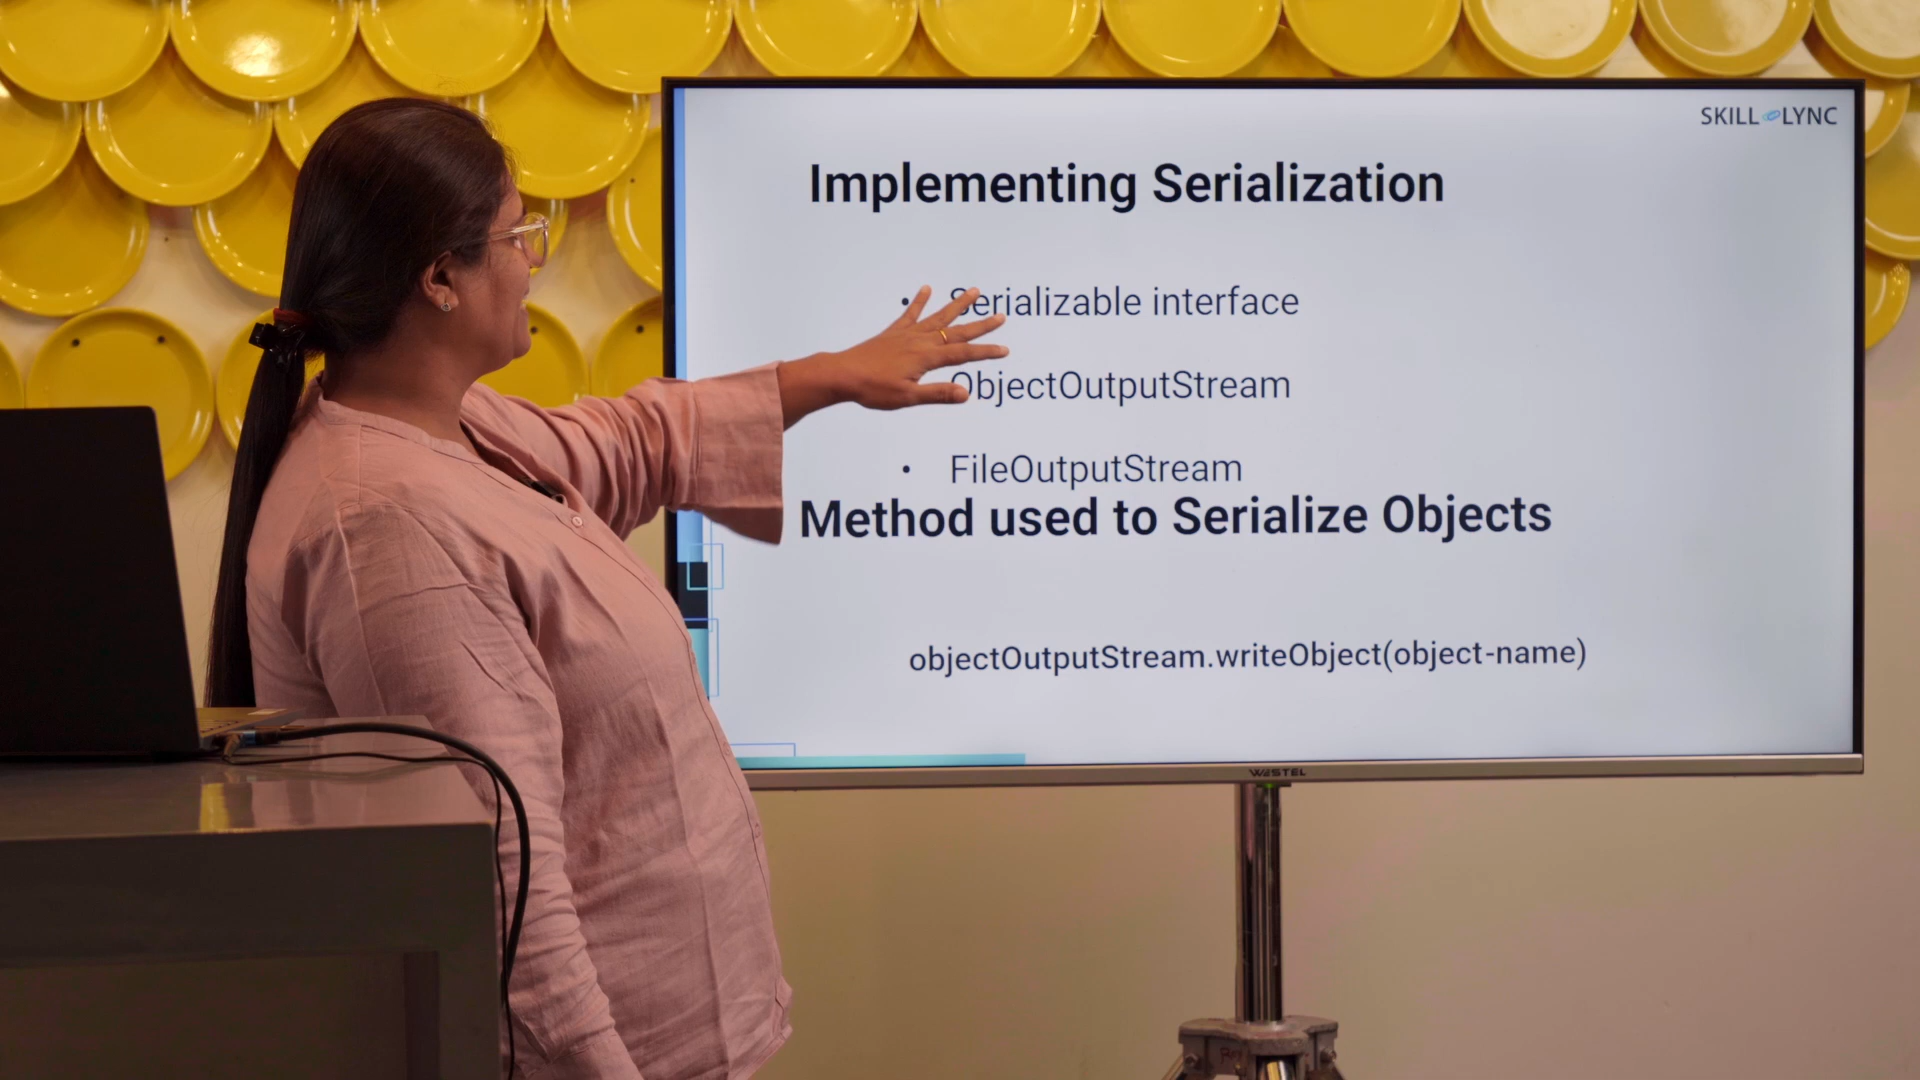 SKILL LYNC
Implementing Serialization
• Serializable interface
ObjectOutputStream
• FileOutputStream
Method used to Serialize Objects
objectOutputStream.writeObject(object-name)
WESTEL